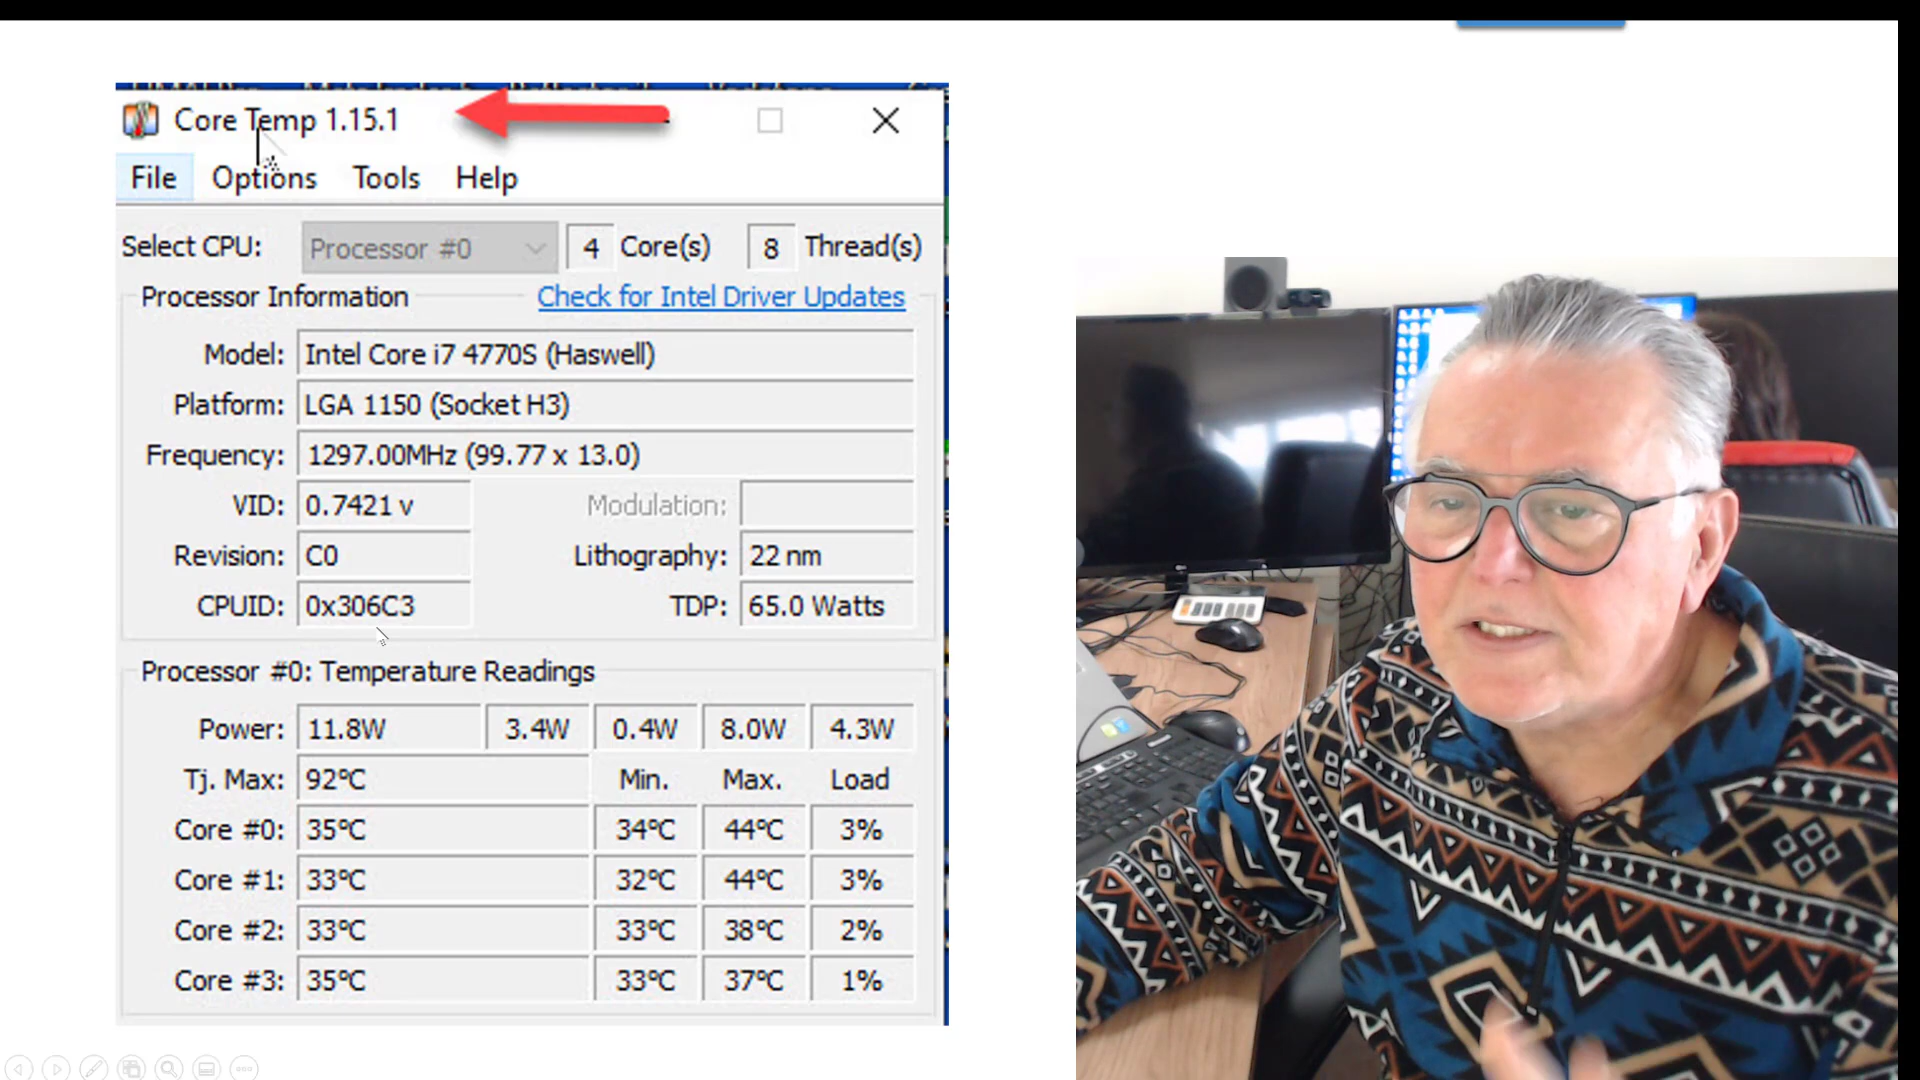 Core Temp 1.15.1
File Options Tools Help
Select CPU: Processor #0 4 Core(s) 8 Thread(s)
Processor Information Check for Intel Driver Updates
Model: Intel Core i7 4770S (Haswell)
Platform: LGA 1150 (Socket H3)
Frequency: 1297.00MHz (99.77 x 13.0)
VID: 0.7421 v Modulation:
Revision: C0 Lithography: 22 nm
CPUID: 0x306C3 TDP: 65.0 Watts
Processor #0: Temperature Readings
Power: 11.8W 3.4W 0.4W 8.0W 4.3W
Tj. Max: 92°C Min. Max. Load
Core #0: 35°C 34°C 44°C 3%
Core #1: 33°C 32°C 44°C 3%
Core #2: 33°C 33°C 38°C 2%
Core #3: 35°C 33°C 37°C 1%